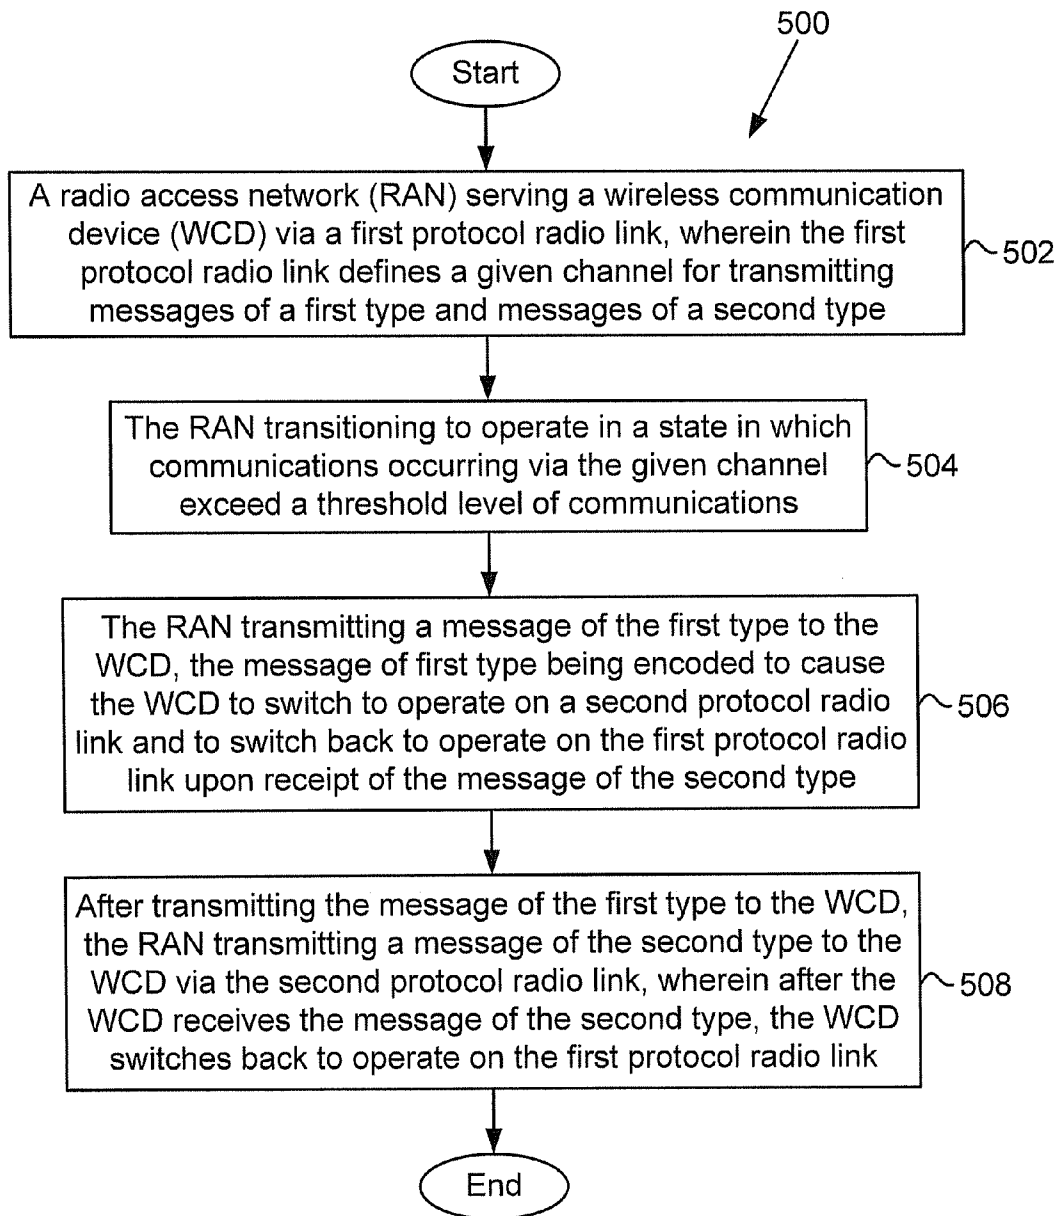 500
Start
A radio access network (RAN) serving a wireless communication
device (WCD) via a first protocol radio link, wherein the first
protocol radio link defines a given channel for transmitting
messages of a first type and messages of a second type
502
The RAN transitioning to operate in a state in which
communications occurring via the given channel
exceed a threshold level of communications
504
The RAN transmitting a message of the first type to the
WCD, the message of first type being encoded to cause
the WCD to switch to operate on a second protocol radio
link and to switch back to operate on the first protocol radio
link upon receipt of the message of the second type
506
After transmitting the message of the first type to the WCD,
the RAN transmitting a message of the second type to the
WCD via the second protocol radio link, wherein after the
WCD receives the message of the second type, the WCD
switches back to operate on the first protocol radio link
508
End